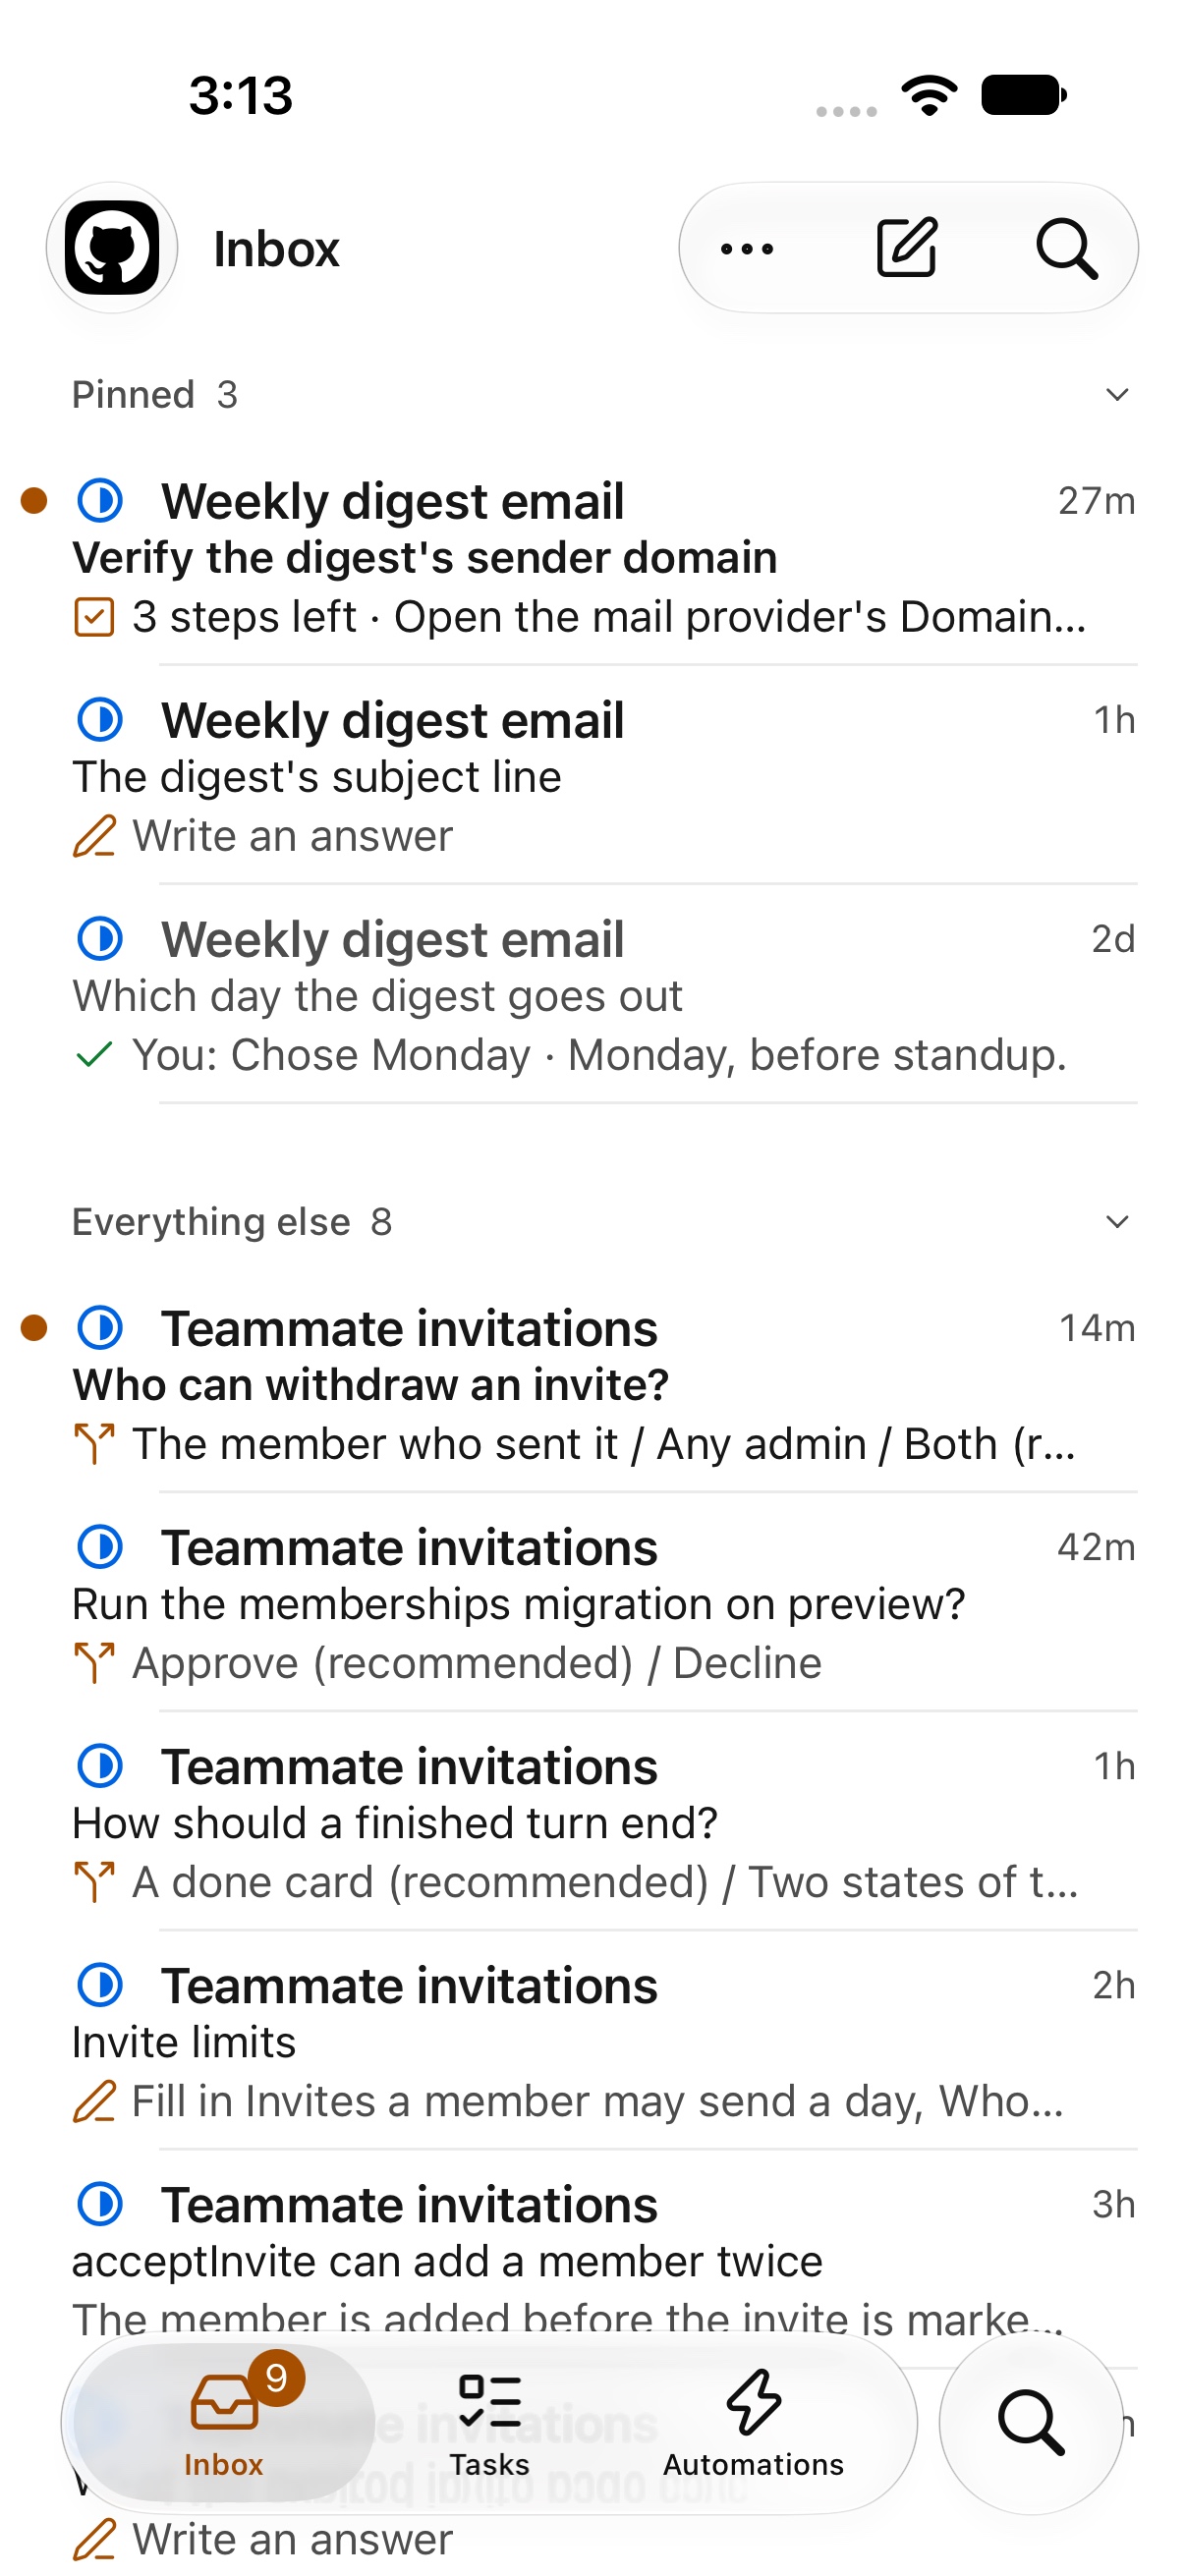 3:13
Inbox
Pinned 3
Weekly digest email 27m
Verify the digest's sender domain
3 steps left · Open the mail provider's Domain...
Weekly digest email 1h
The digest's subject line
Write an answer
Weekly digest email 2d
Which day the digest goes out
You: Chose Monday · Monday, before standup.
Everything else 8
Teammate invitations 14m
Who can withdraw an invite?
The member who sent it / Any admin / Both (r...
Teammate invitations 42m
Run the memberships migration on preview?
Approve (recommended) / Decline
Teammate invitations 1h
How should a finished turn end?
A done card (recommended) / Two states of t...
Teammate invitations 2h
Invite limits
Fill in Invites a member may send a day, Who...
Teammate invitations 3h
acceptInvite can add a member twice
The member is added before the invite is marke...
9
Inbox Tasks Automations
Write an answer